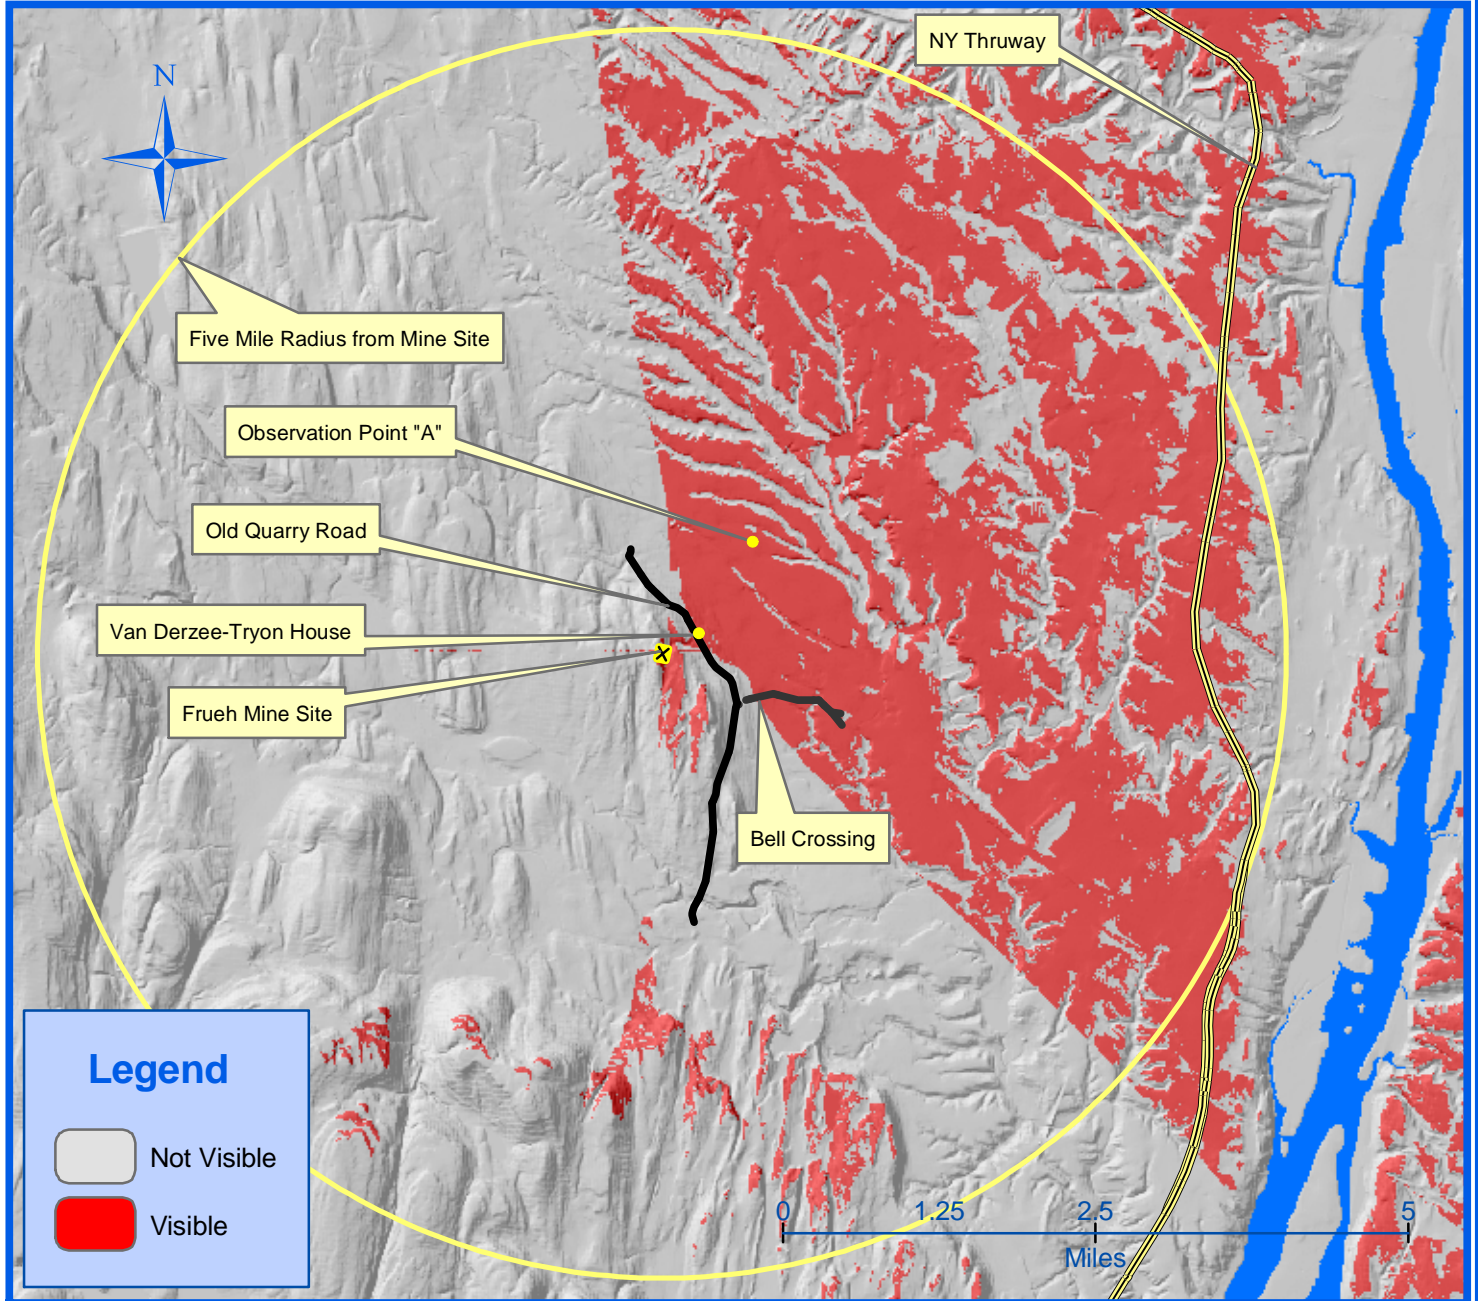 NY Thruway
N
Five Mile Radius from Mine Site
Observation Point "A"
Old Quarry Road
Van Derzee-Tryon House
Frueh Mine Site
Bell Crossing
Legend
Not Visible
Visible
0 1.25 2.5 5
Miles